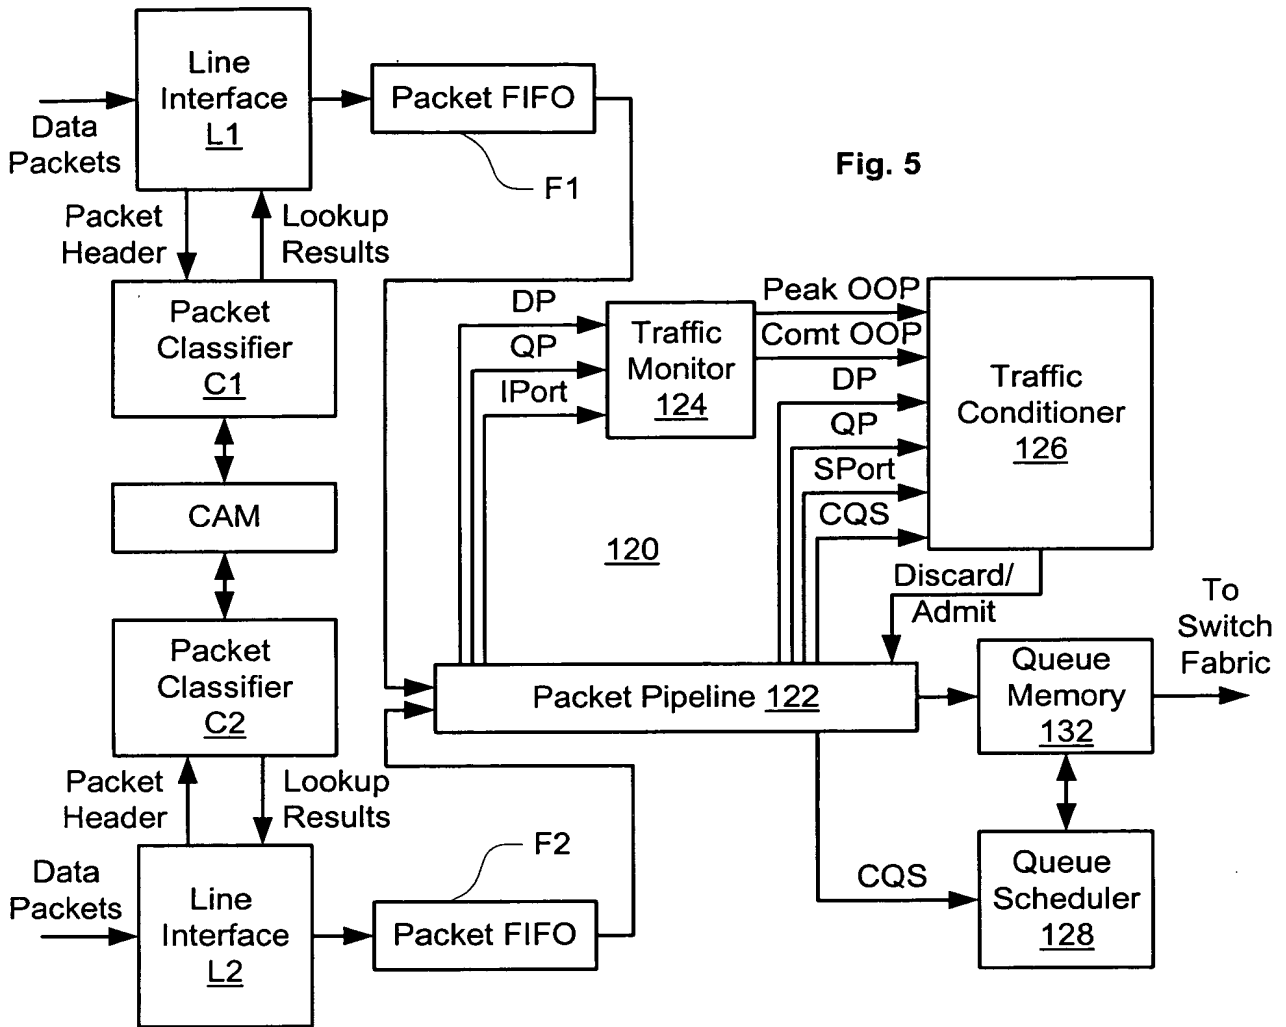 Line
Interface
L1
Packet FIFO
Data
Packets
Fig. 5
F1
Packet
Header
Lookup
Results
Packet
Classifier
C1
DP
QP
IPort
Traffic
Monitor
124
Peak OOP
Comt OOP
DP
QP
SPort
CQS
Traffic
Conditioner
126
CAM
120
Discard/
Admit
To
Switch
Fabric
Packet
Classifier
C2
Packet Pipeline 122
Queue
Memory
132
Packet
Header
Lookup
Results
F2
Data
Packets
Line
Interface
L2
Packet FIFO
CQS
Queue
Scheduler
128